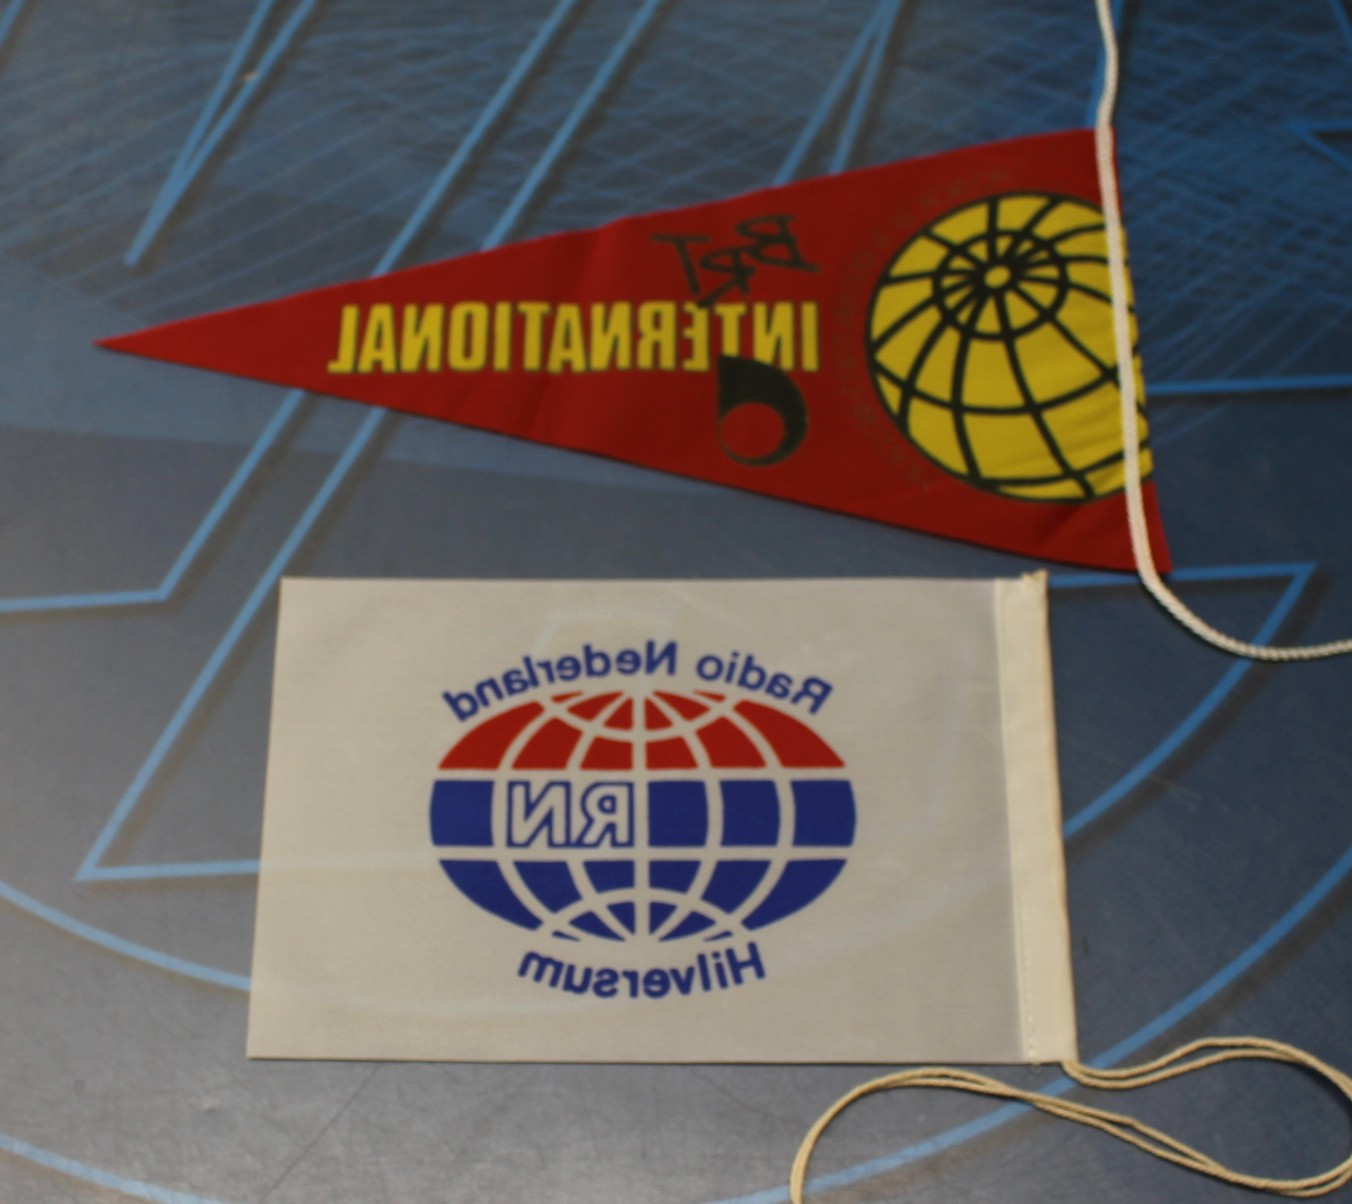 BRT
INTERNATIONAL
Radio Nederland
RN
Hilversum